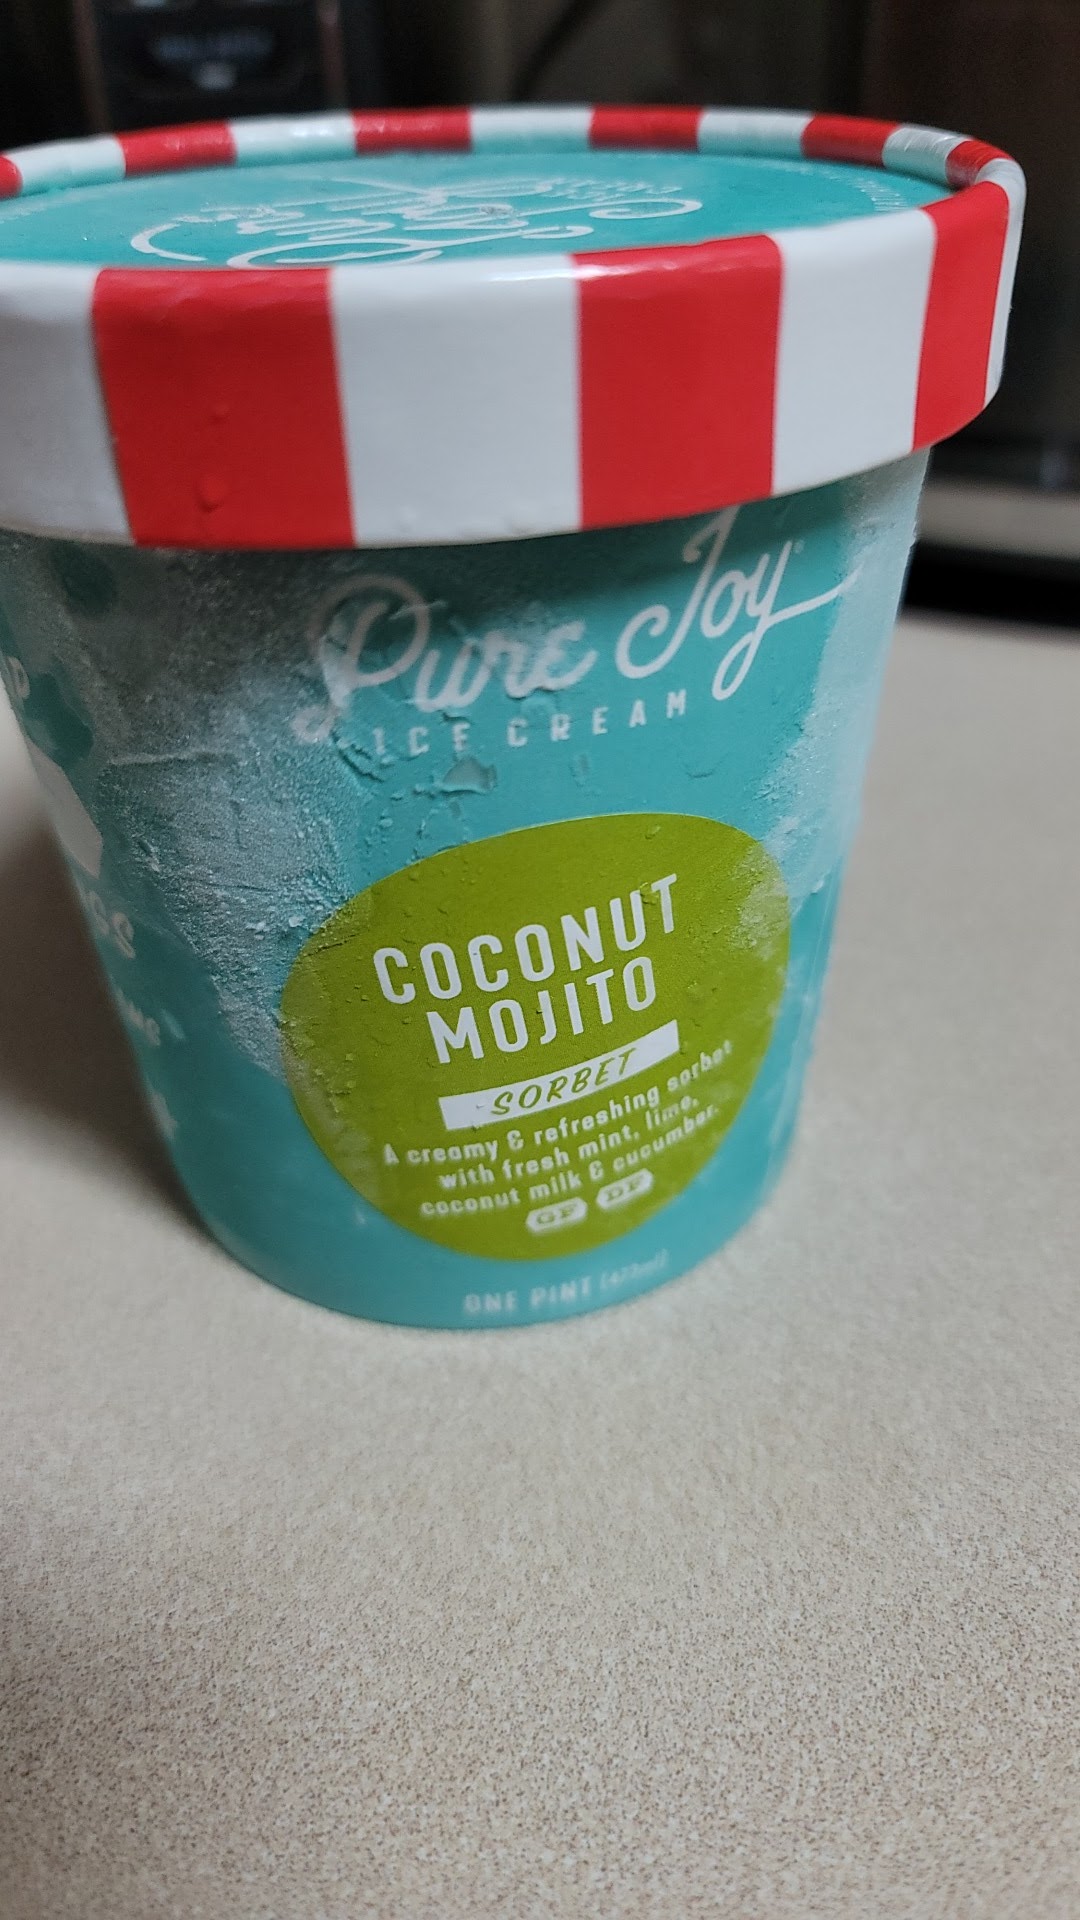 Pure Joy
ICE CREAM
COCONUT
MOJITO
SORBET
A creamy & refreshing sorbet
with fresh mint, lime,
coconut milk & cucumber.
GF DF
ONE PINT (473ml)